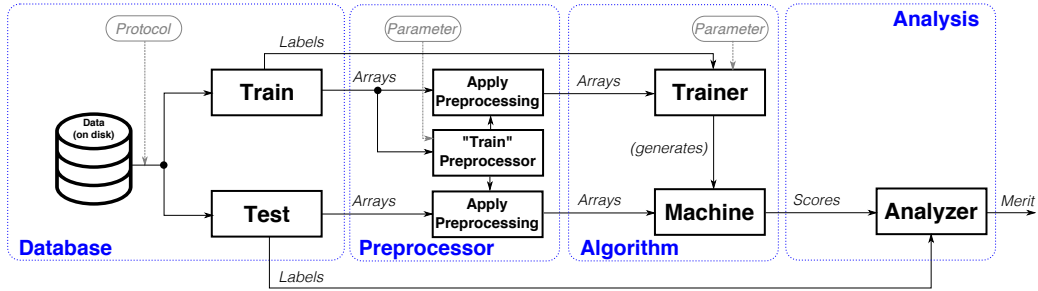 Protocol
Parameter
Parameter
Analysis
Labels
Data
(on disk)
Train
Arrays
Apply
Preprocessing
Arrays
Trainer
"Train"
Preprocessor
(generates)
Test
Arrays
Apply
Preprocessing
Arrays
Machine
Scores
Analyzer
Merit
Database
Preprocessor
Algorithm
Labels